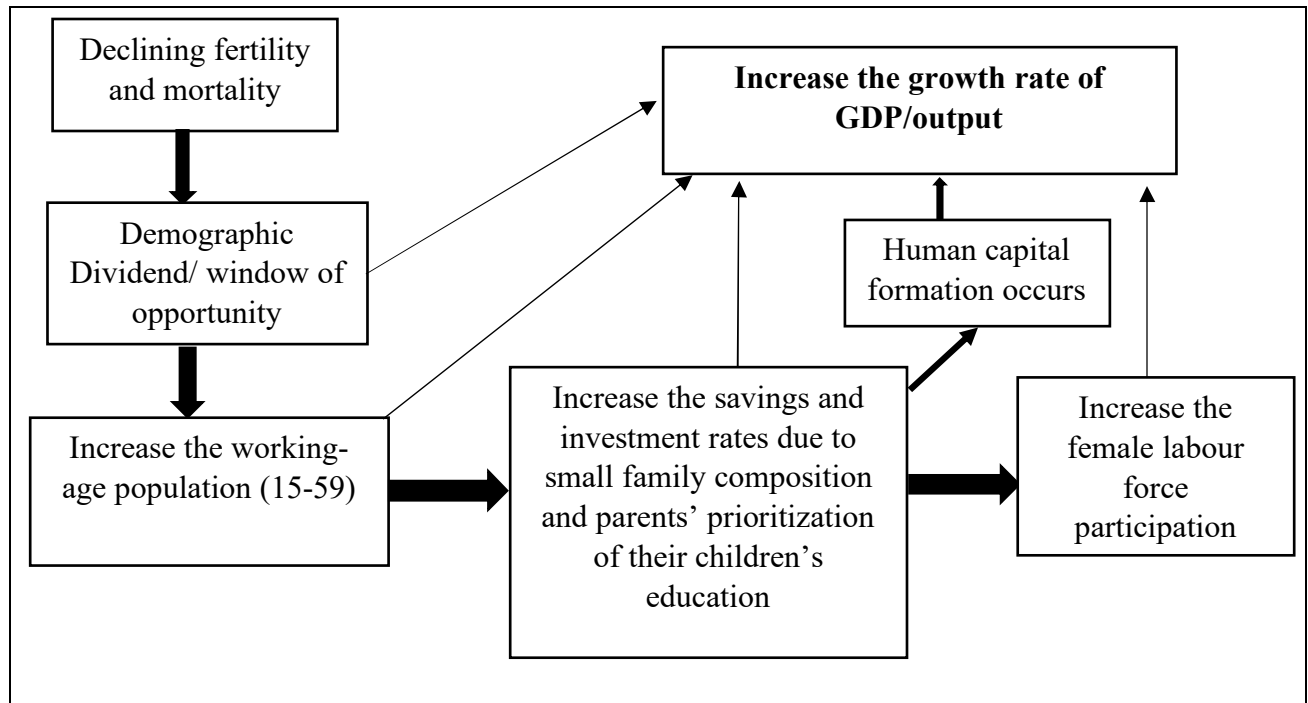 Declining fertility
and mortality
Increase the growth rate of
GDP/output
Demographic
Dividend/ window of
opportunity
Human capital
formation occurs
Increase the working-
age population (15-59)
Increase the savings and
investment rates due to
small family composition
and parents’ prioritization
of their children’s
education
Increase the
female labour
force
participation